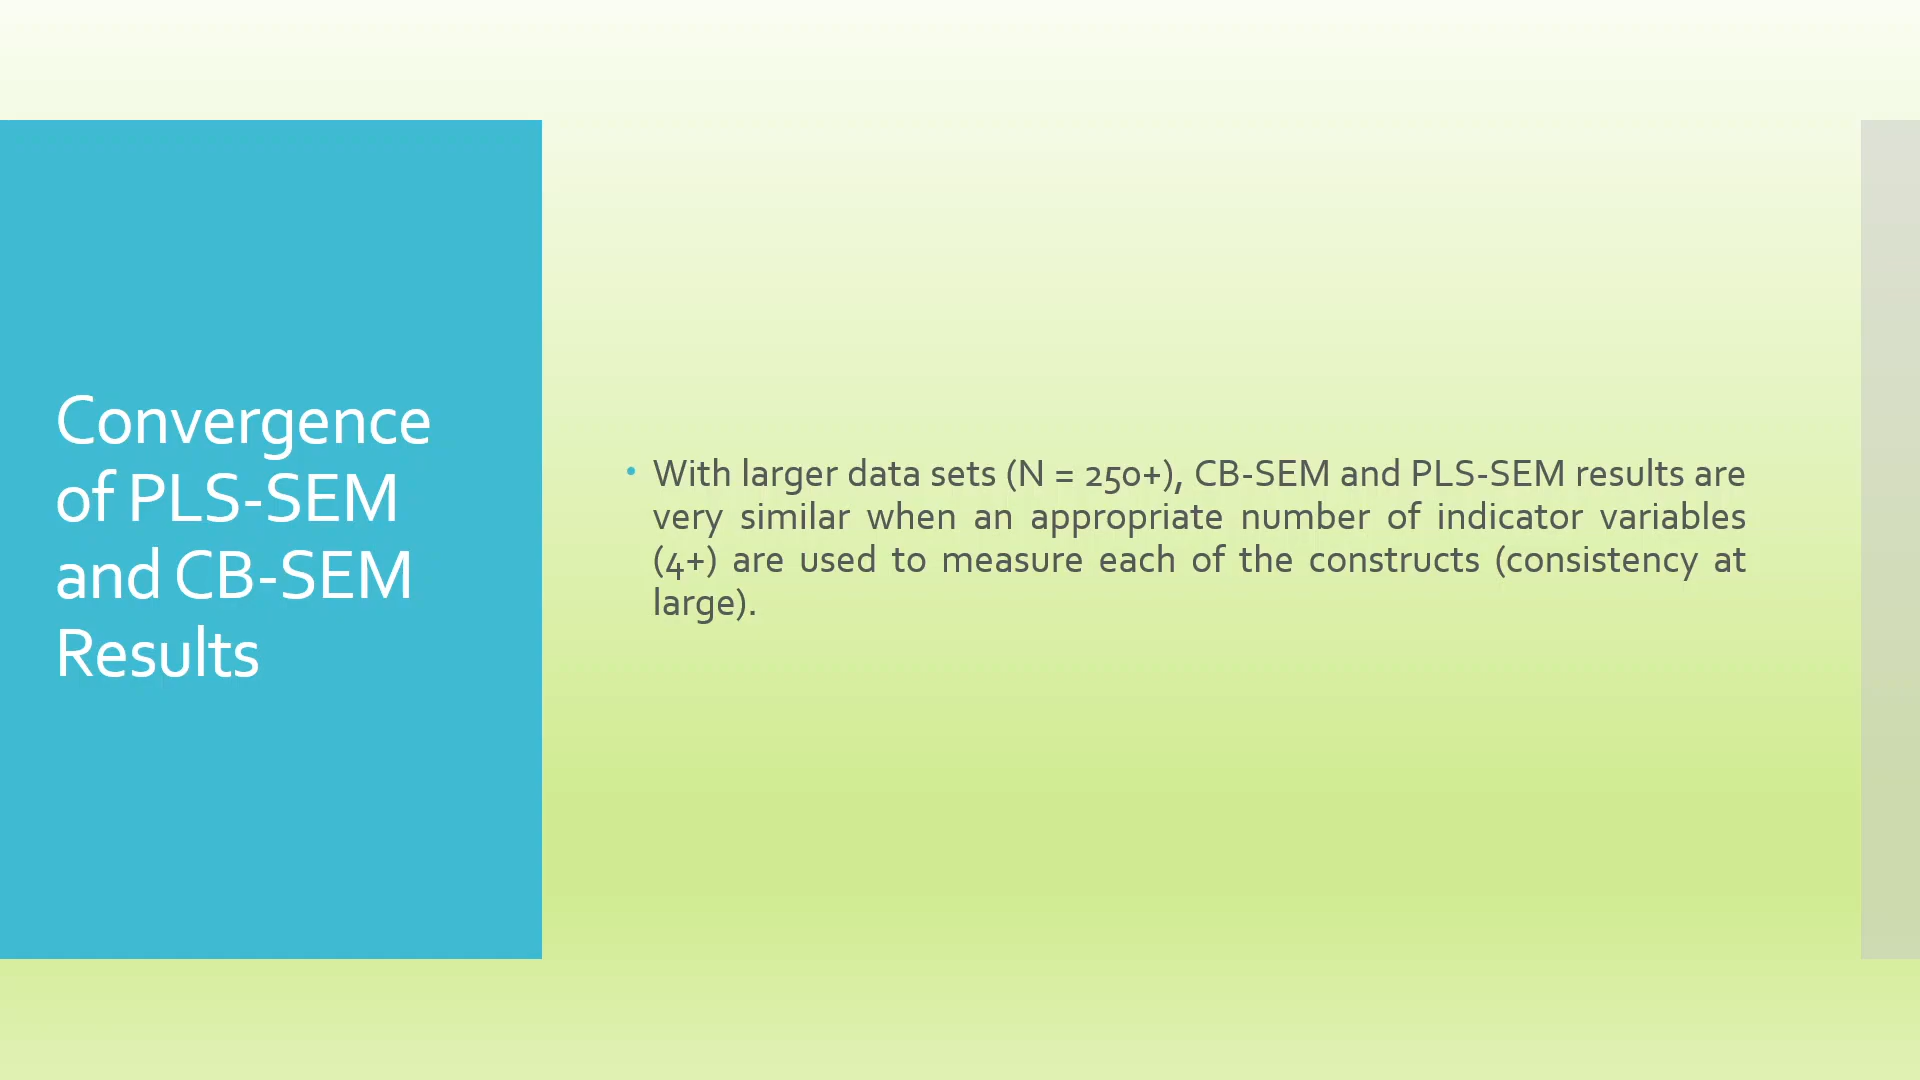 Convergence
of PLS-SEM
and CB-SEM
Results
• With larger data sets (N = 250+), CB-SEM and PLS-SEM results are
very similar when an appropriate number of indicator variables
(4+) are used to measure each of the constructs (consistency at
large).